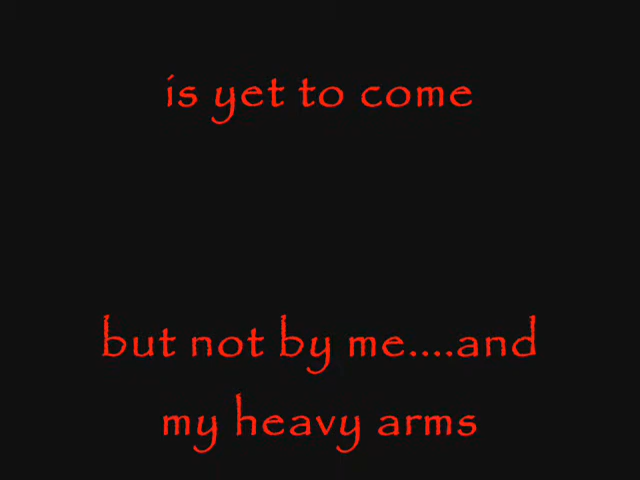 is yet to come
but not by me....and
my heavy arms